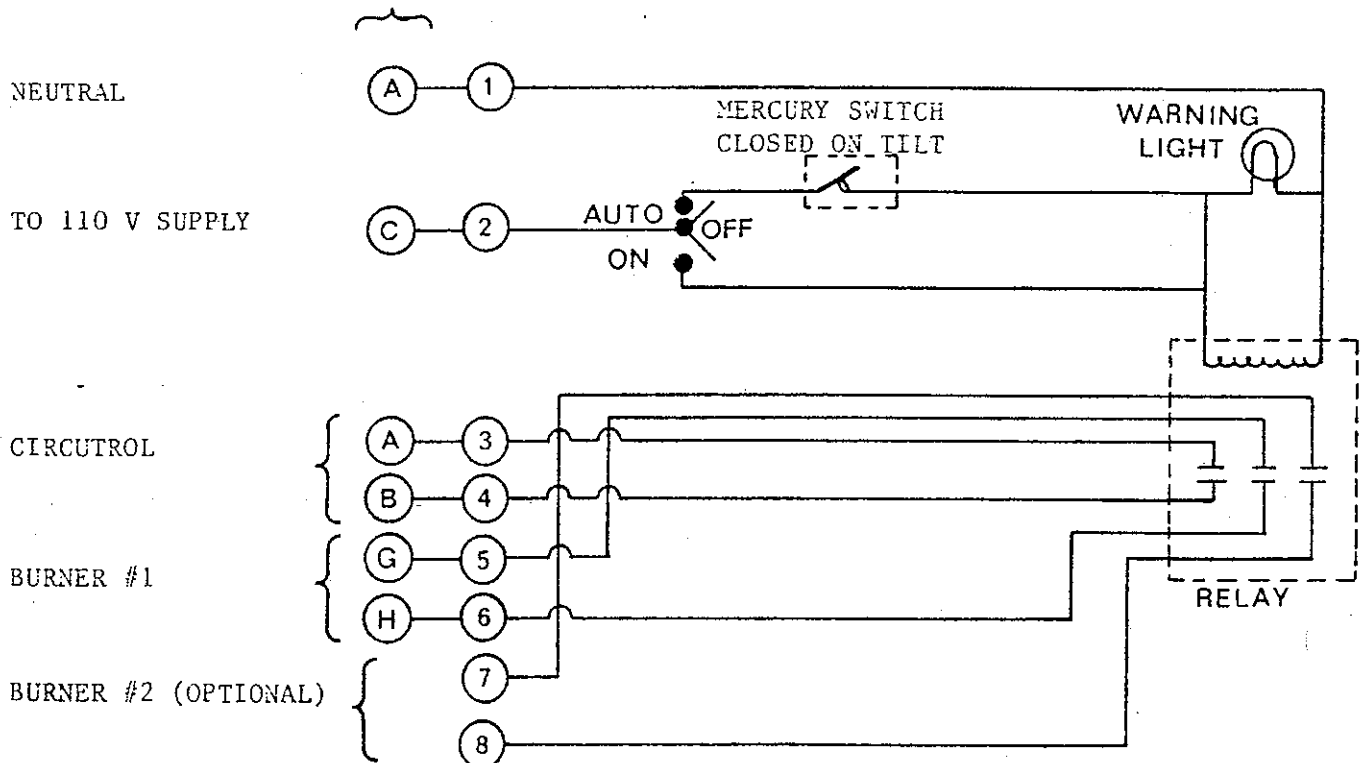 NEUTRAL
A 1
MERCURY SWITCH
CLOSED ON TILT
WARNING
LIGHT
TO 110 V SUPPLY
C 2
AUTO
OFF
ON
CIRCUTROL
A 3
B 4
BURNER #1
G 5
H 6
RELAY
BURNER #2 (OPTIONAL)
7
8